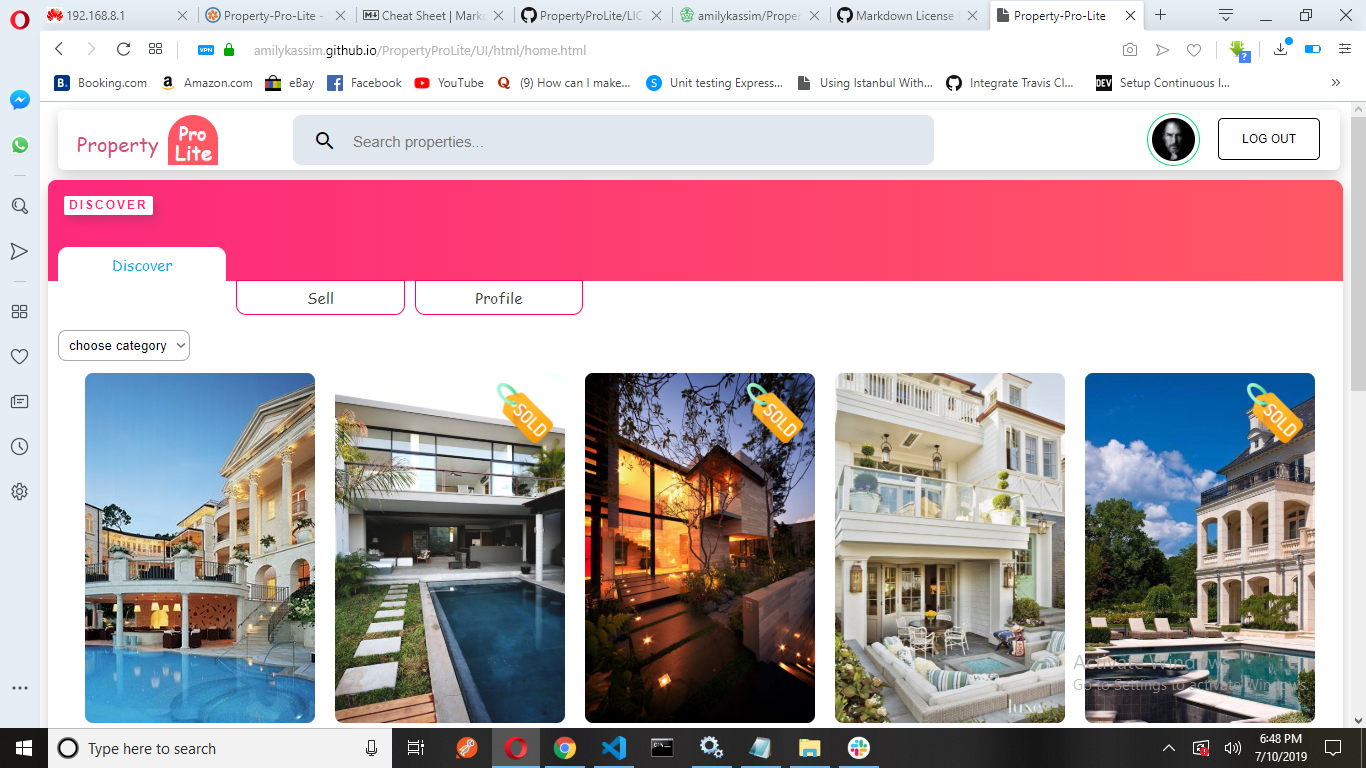 192.168.8.1
Property-Pro-Lite -
Cheat Sheet | Mark
PropertyProLite/LIC
amilykassim/Proper
Markdown License
Property-Pro-Lite
VPN
amilykassim.github.io/PropertyProLite/UI/html/home.html
Booking.com
Amazon.com
eBay
Facebook
YouTube
(9) How can I make...
Unit testing Express...
Using Istanbul With...
Integrate Travis Cl...
DEV
Setup Continuous I...
»
Property
Pro
Lite
Search properties...
LOG OUT
DISCOVER
Discover
Sell
Profile
choose category
SOLD
SOLD
SOLD
luxe
Activate Windows
Go to Settings to activate Windows.
Type here to search
6:48 PM
7/10/2019